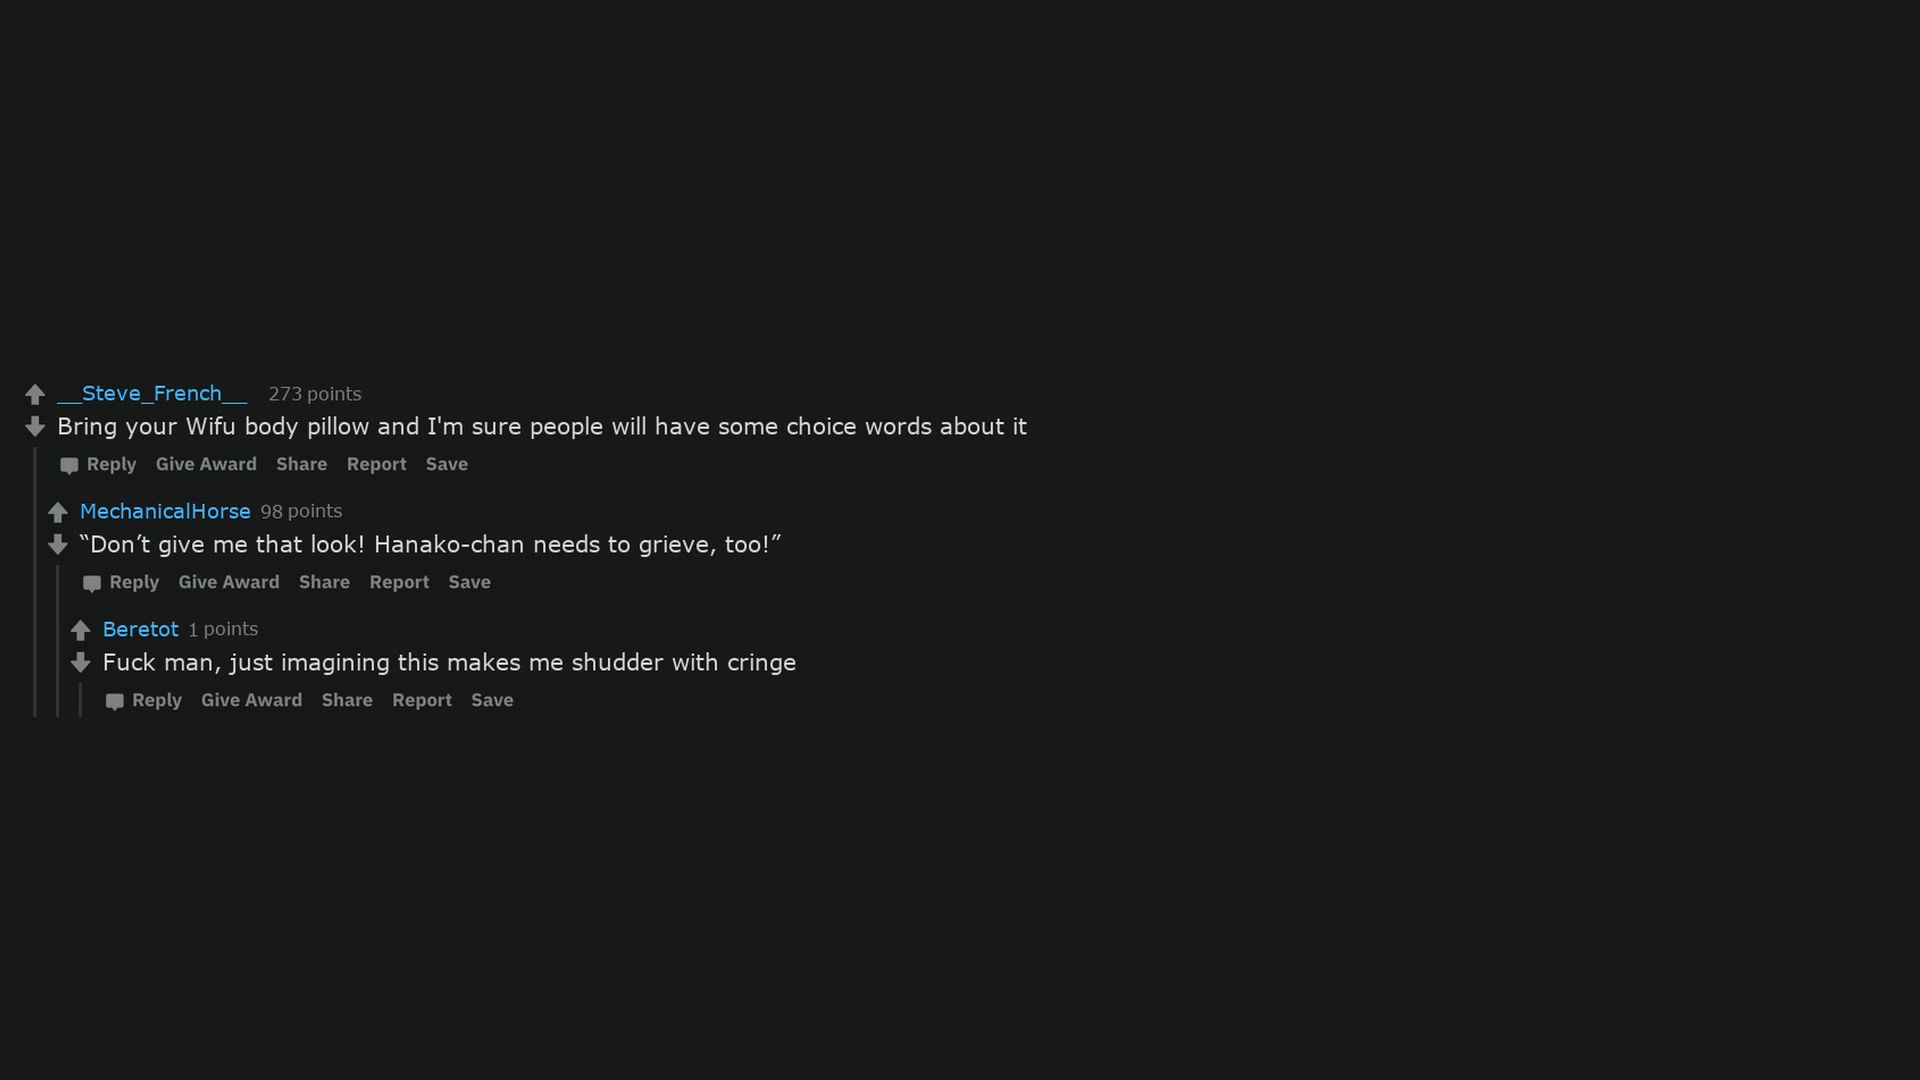 __Steve_French__ 273 points
Bring your Wifu body pillow and I'm sure people will have some choice words about it
Reply Give Award Share Report Save
MechanicalHorse 98 points
“Don’t give me that look! Hanako-chan needs to grieve, too!”
Reply Give Award Share Report Save
Beretot 1 points
Fuck man, just imagining this makes me shudder with cringe
Reply Give Award Share Report Save